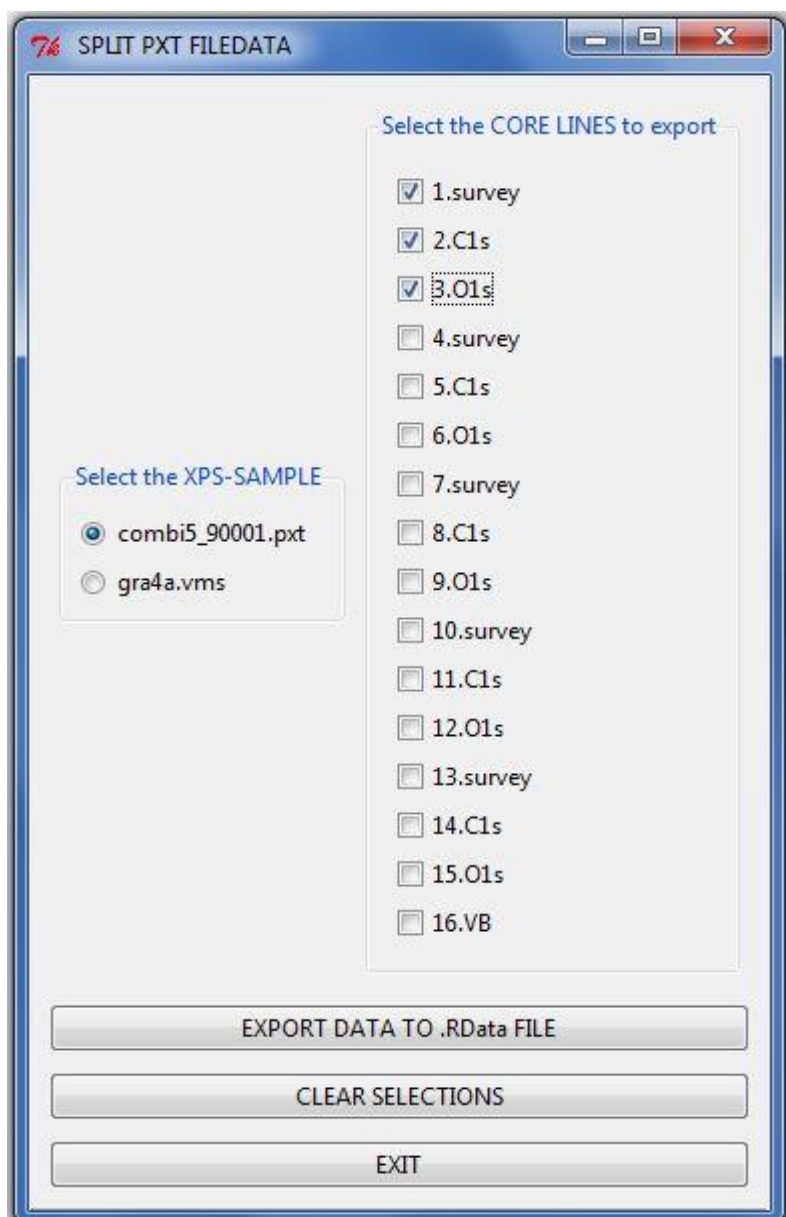 SPLIT PXT FILEDATA
Select the XPS-SAMPLE
combi5_90001.pxt
gra4a.vms
Select the CORE LINES to export
1.survey
2.C1s
3.O1s
4.survey
5.C1s
6.O1s
7.survey
8.C1s
9.O1s
10.survey
11.C1s
12.O1s
13.survey
14.C1s
15.O1s
16.VB
EXPORT DATA TO .RData FILE
CLEAR SELECTIONS
EXIT